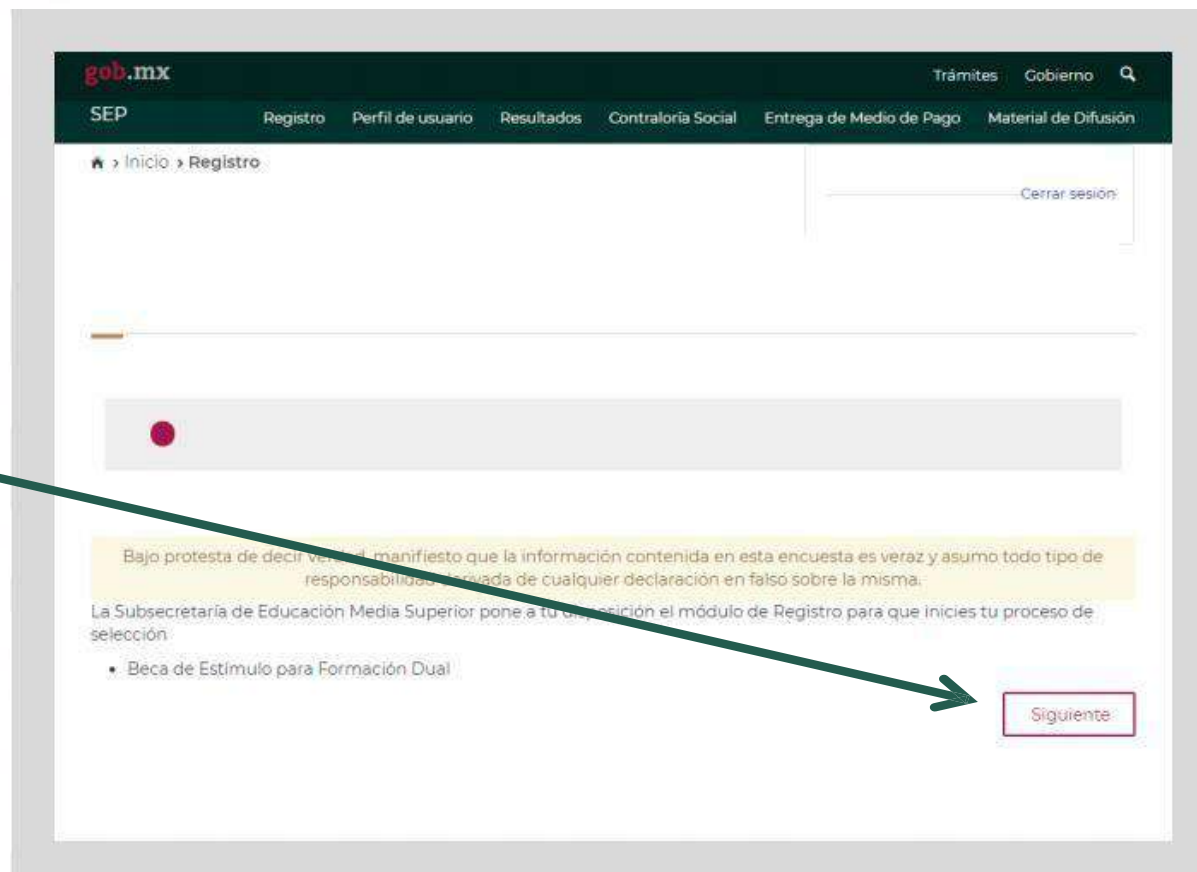 gob.mx
Trámites Gobierno
SEP Registro Perfil de usuario Resultados Contraloría Social Entrega de Medio de Pago Material de Difusión
> Inicio > Registro
Cerrar sesión
Bajo protesta de decir verdad, manifiesto que la información contenida en esta encuesta es veraz y asumo todo tipo de
responsabilidad derivada de cualquier declaración en falso sobre la misma.
La Subsecretaría de Educación Media Superior pone a tu disposición el módulo de Registro para que inicies tu proceso de
selección
• Beca de Estímulo para Formación Dual
Siguiente